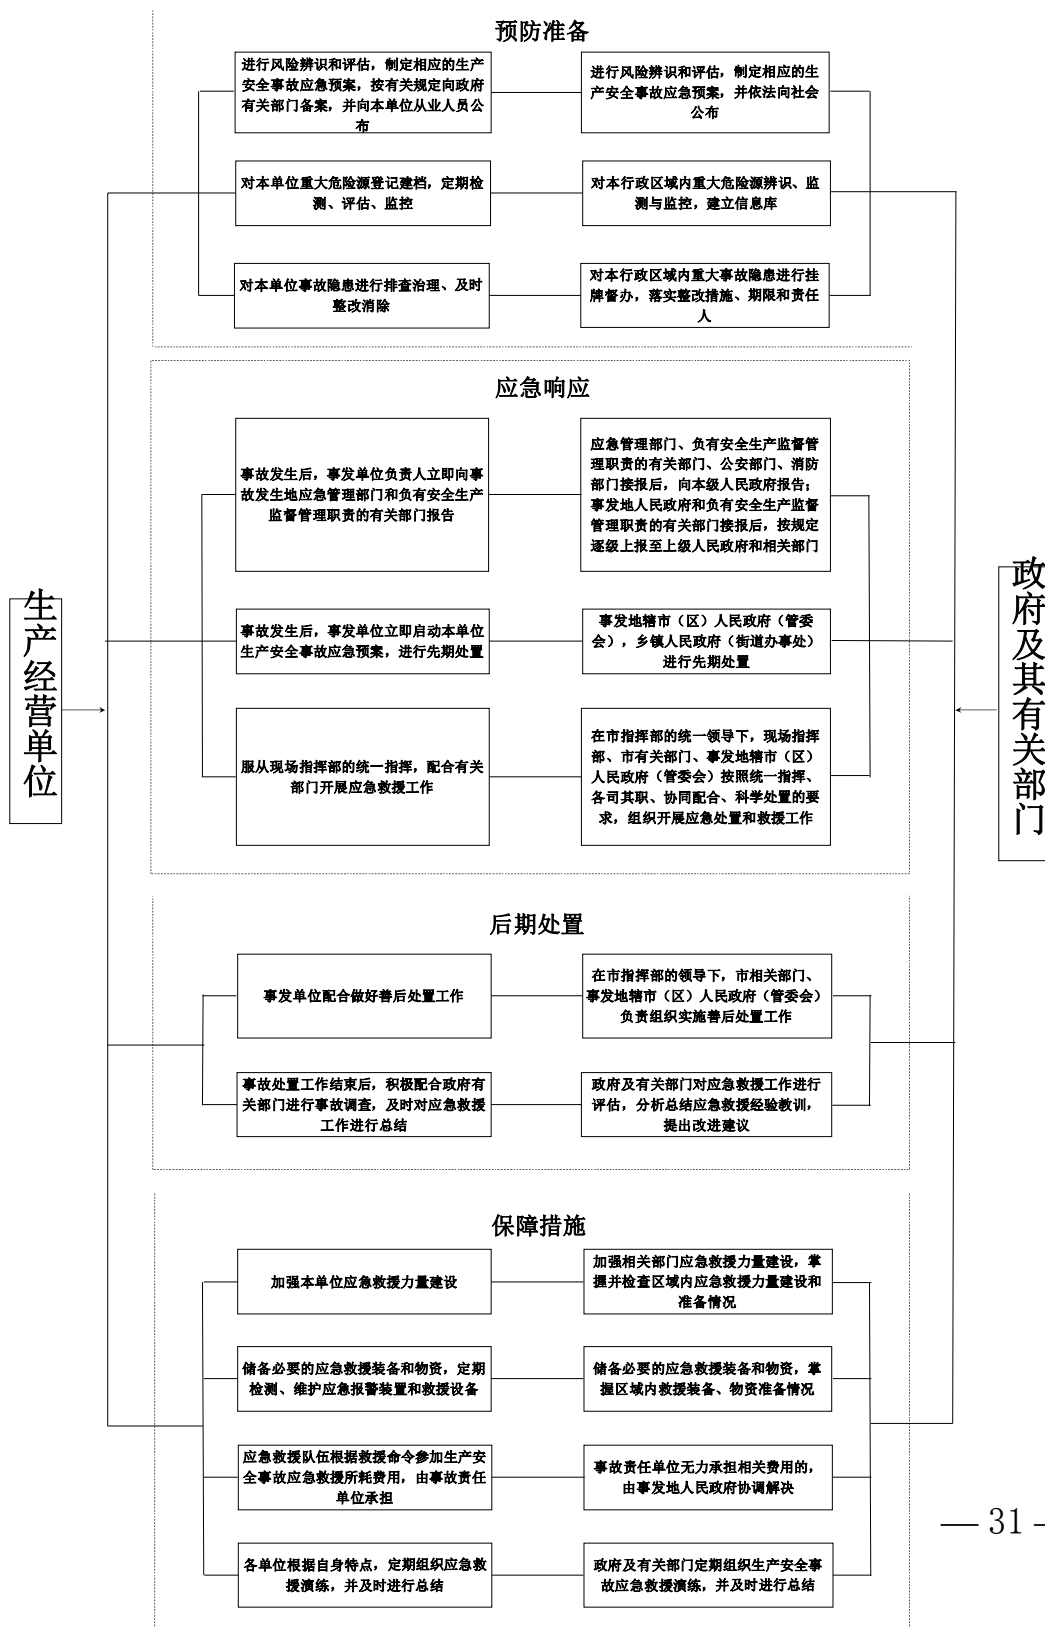 预防准备
进行风险辨识和评估，制定相应的生产
安全事故应急预案，按有关规定向政府
有关部门备案，并向本单位从业人员公
布
进行风险辨识和评估，制定相应的生
产安全事故应急预案，并依法向社会
公布
对本单位重大危险源登记建档，定期检
测、评估、监控
对本行政区域内重大危险源辨识、监
测与监控，建立信息库
对本单位事故隐患进行排查治理、及时
整改消除
对本行政区域内重大事故隐患进行挂
牌督办，落实整改措施、期限和责任
人
应急响应
事故发生后，事发单位负责人立即向事
故发生地应急管理部门和负有安全生产
监督管理职责的有关部门报告
应急管理部门、负有安全生产监督管
理职责的有关部门、公安部门、消防
部门接报后，向本级人民政府报告；
事发地人民政府和负有安全生产监督
管理职责的有关部门接报后，按规定
逐级上报至上级人民政府和相关部门
生产经营单位
政府及其有关部门
事故发生后，事发单位立即启动本单位
生产安全事故应急预案，进行先期处置
事发地辖市（区）人民政府（管委
会），乡镇人民政府（街道办事处）
进行先期处置
服从现场指挥部的统一指挥，配合有关
部门开展应急救援工作
在市指挥部的统一领导下，现场指挥
部、市有关部门、事发地辖市（区）
人民政府（管委会）按照统一指挥、
各司其职、协同配合、科学处置的要
求，组织开展应急处置和救援工作
后期处置
事发单位配合做好善后处置工作
在市指挥部的领导下，市相关部门、
事发地辖市（区）人民政府（管委会）
负责组织实施善后处置工作
事故处置工作结束后，积极配合政府有
关部门进行事故调查，及时对应急救援
工作进行总结
政府及有关部门对应急救援工作进行
评估，分析总结应急救援经验教训，
提出改进建议
保障措施
加强本单位应急救援力量建设
加强相关部门应急救援力量建设，掌
握并检查区域内应急救援力量建设和
准备情况
储备必要的应急救援装备和物资，定期
检测、维护应急报警装置和救援设备
储备必要的应急救援装备和物资，掌
握区域内救援装备、物资准备情况
应急救援队伍根据救援命令参加生产安
全事故应急救援所耗费用，由事故责任
单位承担
事故责任单位无力承担相关费用的，
由事发地人民政府协调解决
— 31 —
各单位根据自身特点，定期组织应急救
援演练，并及时进行总结
政府及有关部门定期组织生产安全事
故应急救援演练，并及时进行总结